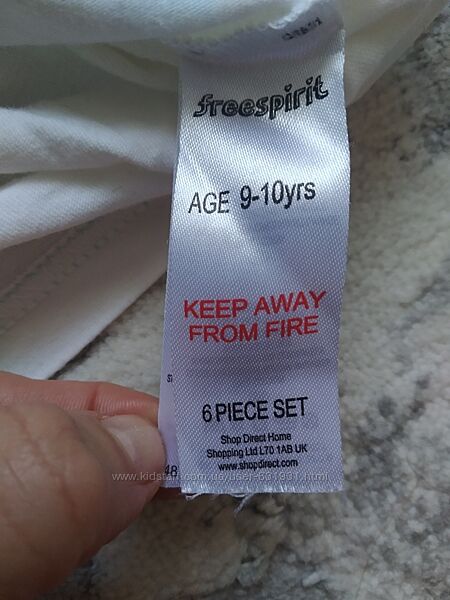 freespirit
AGE 9-10yrs
KEEP AWAY
FROM FIRE
6 PIECE SET
Shop Direct Home
Shopping Ltd L70 1AB UK
www.shopdirect.com
48